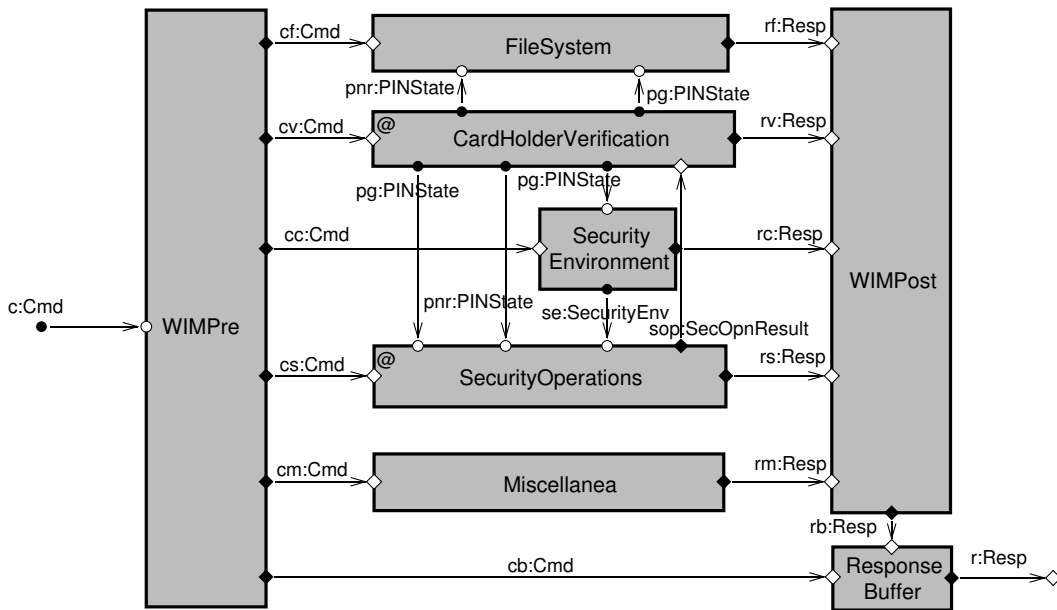 cf:Cmd
FileSystem
rf:Resp
pnr:PINState
pg:PINState
cv:Cmd
@
CardHolderVerification
rv:Resp
pg:PINState
pg:PINState
cc:Cmd
Security
Environment
rc:Resp
WIMPost
c:Cmd
WIMPre
pnr:PINState
se:SecurityEnv
sop:SecOpnResult
cs:Cmd
@
SecurityOperations
rs:Resp
cm:Cmd
Miscellanea
rm:Resp
rb:Resp
cb:Cmd
Response
Buffer
r:Resp